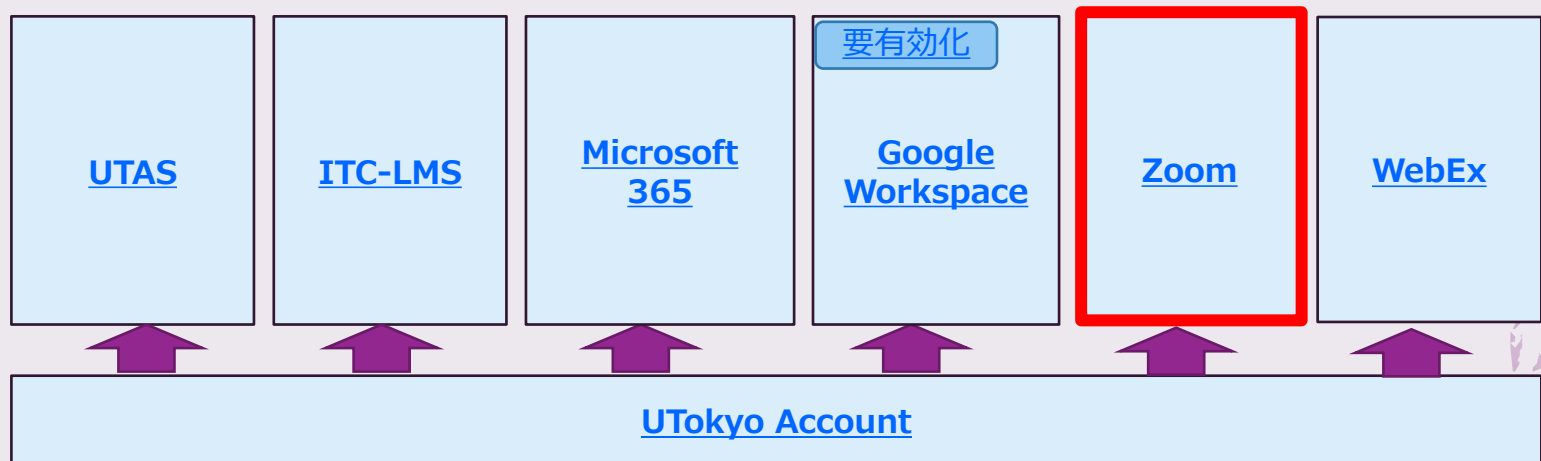 要有効化
UTAS
ITC-LMS
Microsoft
365
Google
Workspace
Zoom
WebEx
UTokyo Account